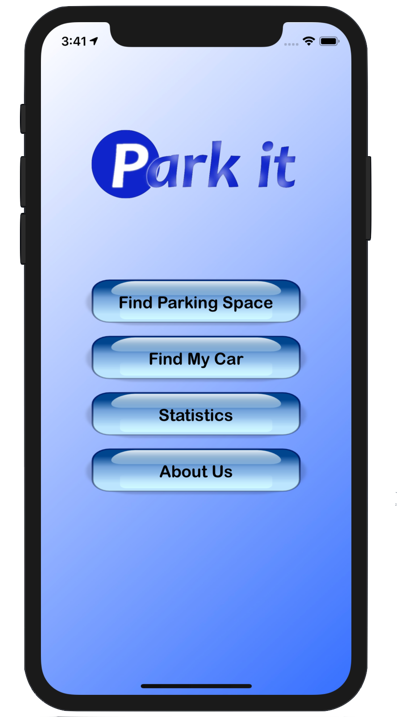 3:41
Park it
Find Parking Space
Find My Car
Statistics
About Us